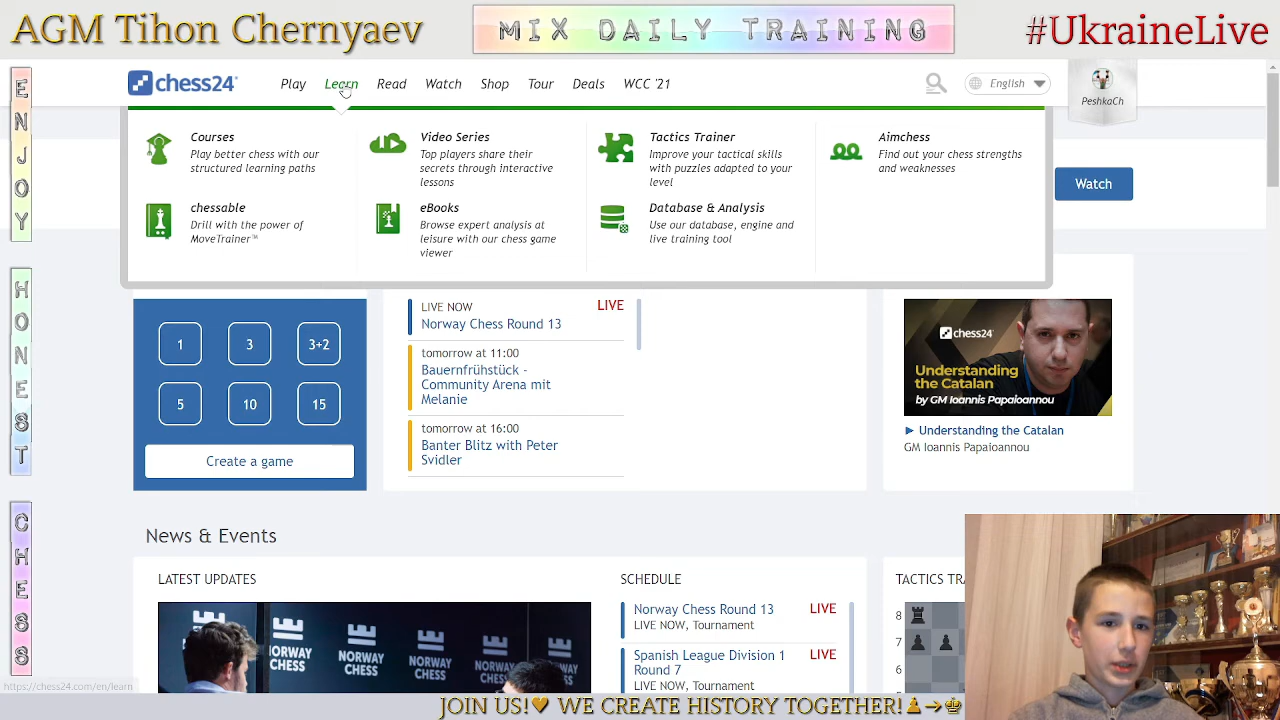 AGM Tihon Chernyaev
MIX DAILY TRAINING
#UkraineLive
ENJOY
HONEST
CHESS
chess24
Play
Learn
Read
Watch
Shop
Tour
Deals
WCC '21
English
PeshkaCh
Courses
Play better chess with our
structured learning paths
Video Series
Top players share their
secrets through interactive
lessons
Tactics Trainer
Improve your tactical skills
with puzzles adapted to your
level
Aimchess
Find out your chess strengths
and weaknesses
chessable
Drill with the power of
MoveTrainer™
eBooks
Browse expert analysis at
leisure with our chess game
viewer
Database & Analysis
Use our database, engine and
live training tool
Watch
1
3
3+2
5
10
15
Create a game
LIVE NOW
LIVE
Norway Chess Round 13
tomorrow at 11:00
Bauernfrühstück -
Community Arena mit
Melanie
tomorrow at 16:00
Banter Blitz with Peter
Svidler
chess24
Understanding
the Catalan
by GM Ioannis Papaioannou
Understanding the Catalan
GM Ioannis Papaioannou
News & Events
LATEST UPDATES
NORWAY
CHESS
NORWAY
CHESS
NORWAY
CHESS
NORWAY
CHESS
NORWAY
CHESS
SCHEDULE
Norway Chess Round 13
LIVE
LIVE NOW, Tournament
Spanish League Division 1
Round 7
LIVE
LIVE NOW, Tournament
TACTICS TRA
8
7
6
https://chess24.com/en/learn
JOIN US!♥ WE CREATE HISTORY TOGETHER!♟→♚